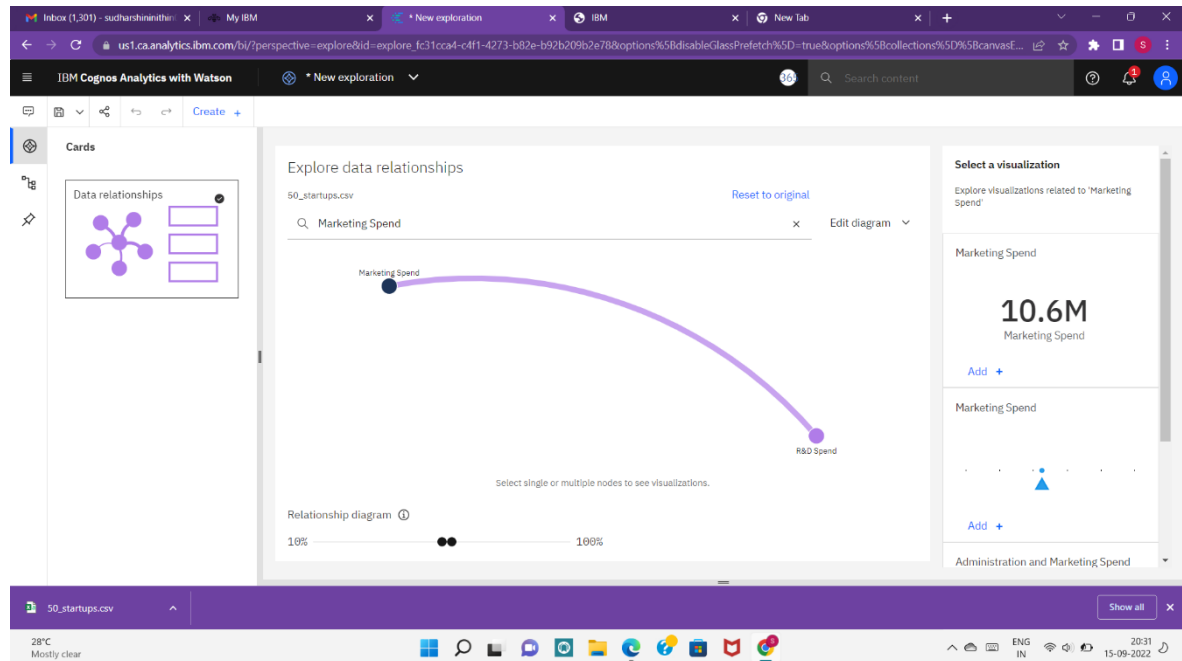 Inbox (1,301) - sudharshininithin
My IBM
* New exploration
IBM
New Tab
us1.ca.analytics.ibm.com/bi/?perspective=explore&id=explore_fc31cca4-c4f1-4273-b82e-b92b209b2e78&options%5BdisableGlassPrefetch%5D=true&options%5Bcollections%5D%5BcanvasE...
S
IBM Cognos Analytics with Watson
* New exploration
365
Search content
1
Create +
Cards
Data relationships
Explore data relationships
50_startups.csv
Reset to original
Marketing Spend
Edit diagram
Marketing Spend
R&D Spend
Select single or multiple nodes to see visualizations.
Relationship diagram
10%
100%
Select a visualization
Explore visualizations related to 'Marketing
Spend'
Marketing Spend
10.6M
Marketing Spend
Add +
Marketing Spend
Add +
Administration and Marketing Spend
50_startups.csv
Show all
28°C
Mostly clear
ENG
IN
20:31
15-09-2022